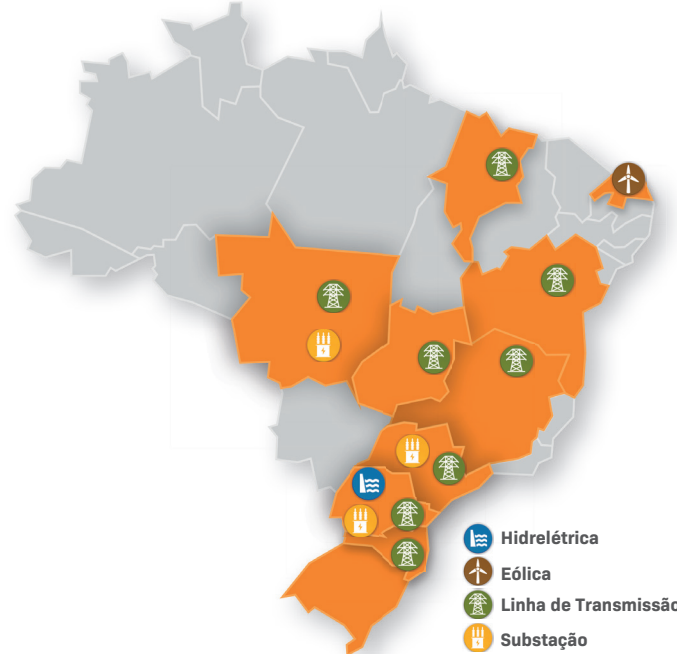 Hidrelétrica
Eólica
Linha de Transmissão
Substação